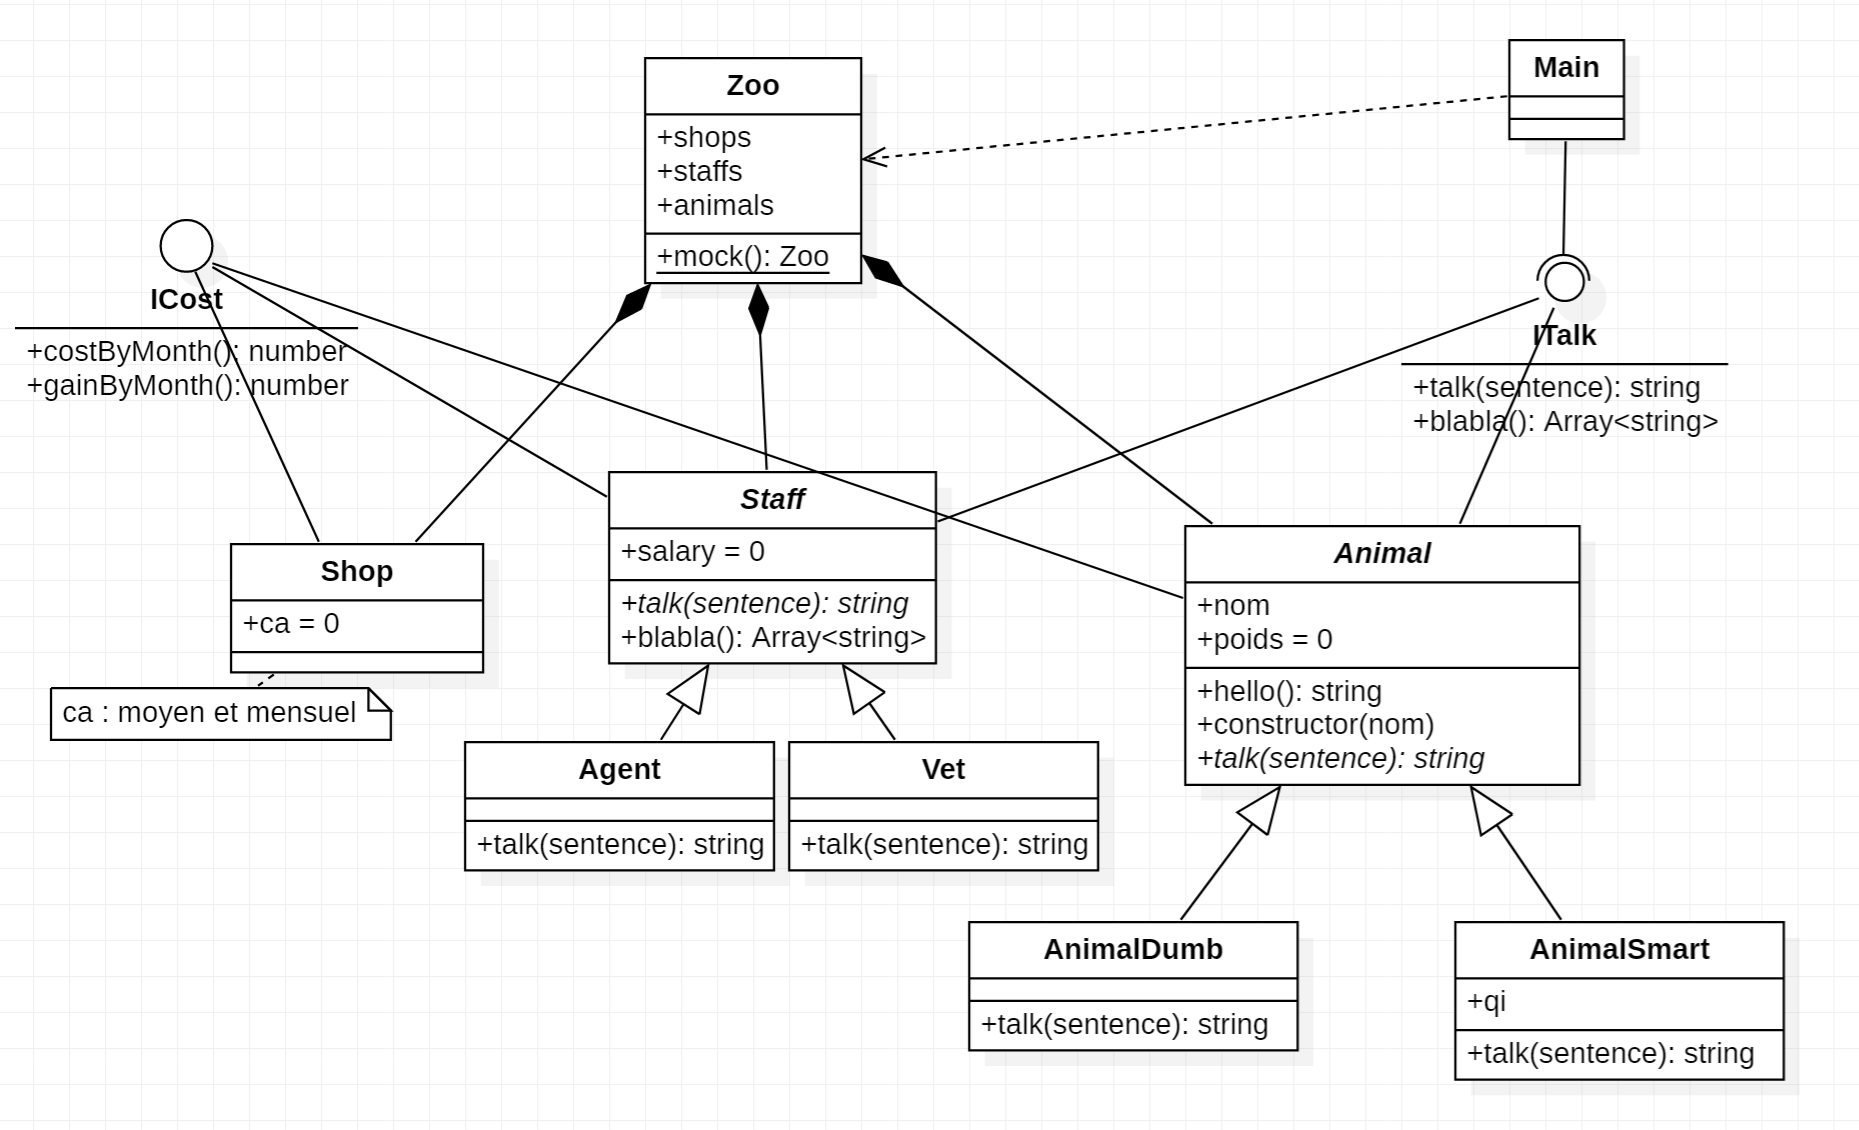 Zoo
+shops
+staffs
+animals
+mock(): Zoo
Main
ICost
+costByMonth(): number
+gainByMonth(): number
ITalk
+talk(sentence): string
+blabla(): Array<string>
Shop
+ca = 0
ca : moyen et mensuel
Staff
+salary = 0
+talk(sentence): string
+blabla(): Array<string>
Animal
+nom
+poids = 0
+hello(): string
+constructor(nom)
+talk(sentence): string
Agent
+talk(sentence): string
Vet
+talk(sentence): string
AnimalDumb
+talk(sentence): string
AnimalSmart
+qi
+talk(sentence): string